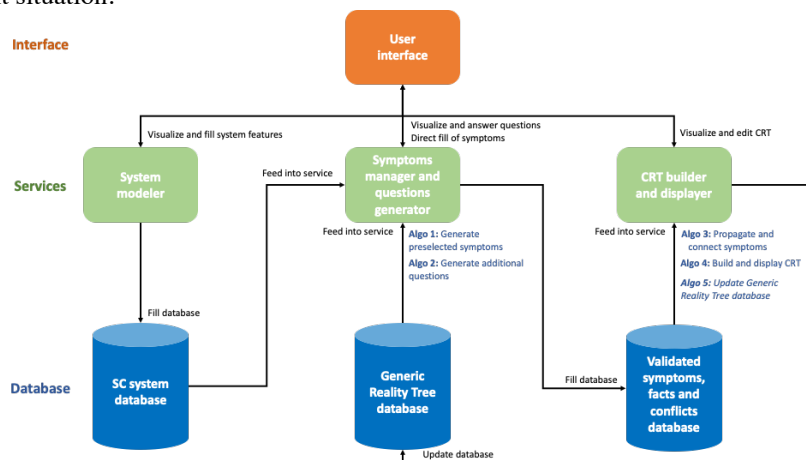 t situation.
User
interface
Interface
Visualize and fill system features
Visualize and answer questions
Direct fill of symptoms
Visualize and edit CRT
Services
System
modeler
Feed into service
Symptoms
manager and
questions
generator
CRT builder
and displayer
Feed into service
Algo 1: Generate
preselected symptoms
Algo 2: Generate additional
questions
Feed into service
Algo 3: Propagate and
connect symptoms
Algo 4: Build and display CRT
Algo 5: Update Generic
Reality Tree database
Fill database
Database
SC system
database
Generic
Reality Tree
database
Fill database
Validated
symptoms,
facts and
conflicts
database
Update database